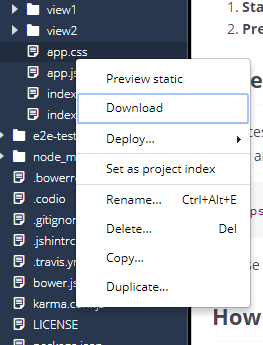 view1
view2
app.css
app.js
index
index
e2e-test
node_m
.bowerr
.codio
.gitignor
.jshintrc
.travis.ym
bower.js
karma.conf.js
LICENSE
Preview static
Download
Deploy...
Set as project index
Rename... Ctrl+Alt+E
Delete... Del
Copy...
Duplicate...
1. Sta
2. Pre
How